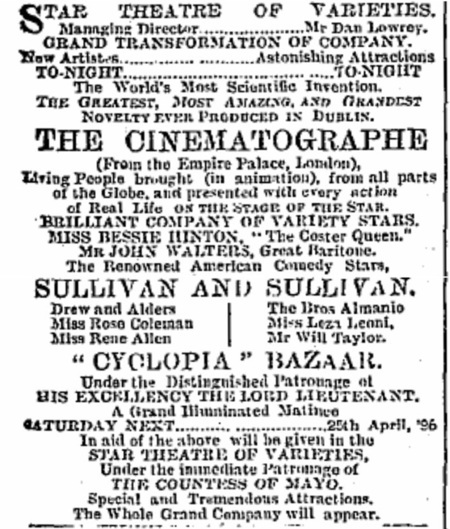 STAR THEATRE OF VARIETIES.
Managing Director..................Mr Dan Lowrey.
GRAND TRANSFORMATION OF COMPANY.
New Artistes....................Astonishing Attractions
TO-NIGHT..............................TO-NIGHT
The World's Most Scientific Invention.
THE GREATEST, MOST AMAZING, AND GRANDEST
NOVELTY EVER PRODUCED IN DUBLIN.
THE CINEMATOGRAPHE
(From the Empire Palace, London),
Living People brought (in animation), from all parts
of the Globe, and presented with every action
of Real Life ON THE STAGE OF THE STAR.
BRILLIANT COMPANY OF VARIETY STARS.
MISS BESSIE HINTON, "The Coster Queen."
MR JOHN WALTERS, Great Baritone.
The Renowned American Comedy Stars,
SULLIVAN AND SULLIVAN.
Drew and Alders
Miss Rose Coleman
Miss Rene Allen
The Bros Almanio
Miss Leza Leoni,
Mr Will Taylor.
"CYCLOPIA" BAZAAR.
Under the Distinguished Patronage of
HIS EXCELLENCY THE LORD LIEUTENANT.
A Grand Illuminated Matinee
SATURDAY NEXT......................25th April, '96
In aid of the above will be given in the
STAR THEATRE OF VARIETIES,
Under the immediate Patronage of
THE COUNTESS OF MAYO.
Special and Tremendous Attractions.
The Whole Grand Company will appear.